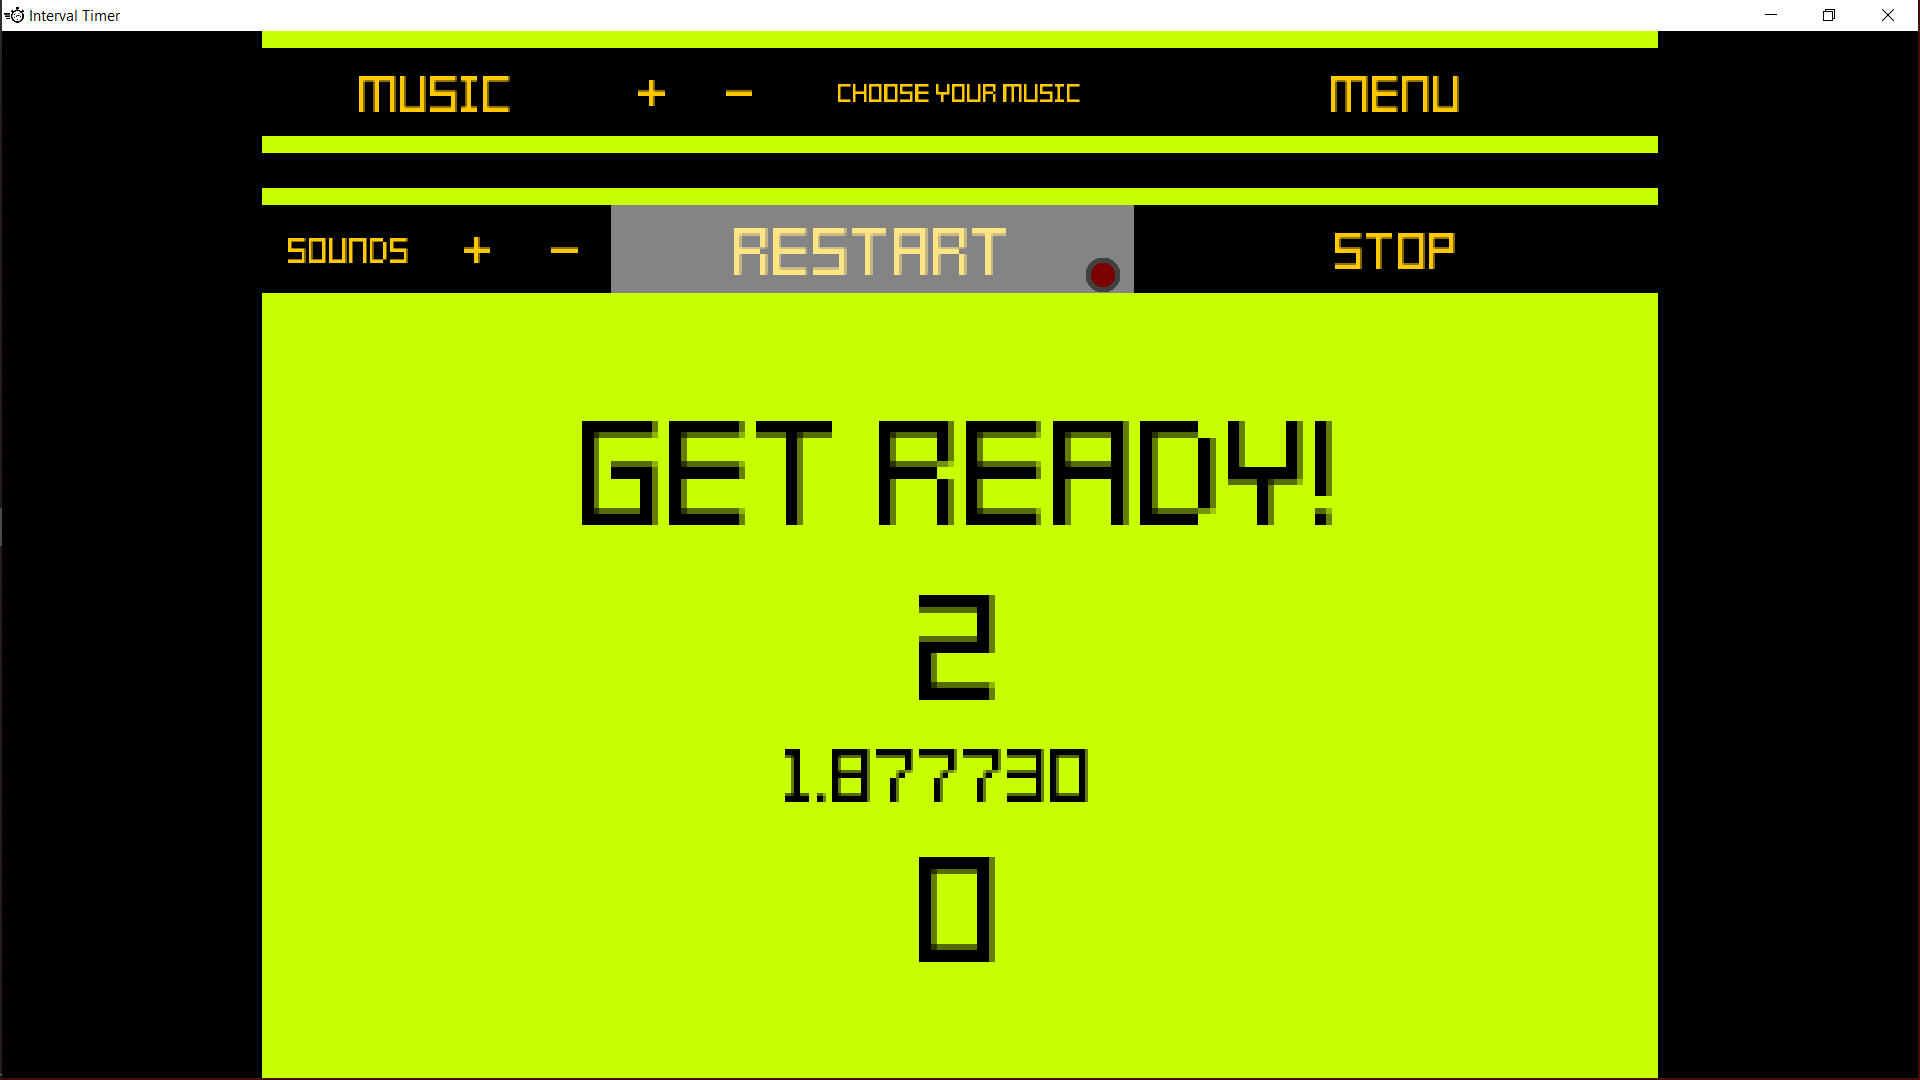 Interval Timer
MUSIC + - CHOOSE YOUR MUSIC MENU
SOUNDS + - RESTART STOP
GET READY!
2
1.877730
0